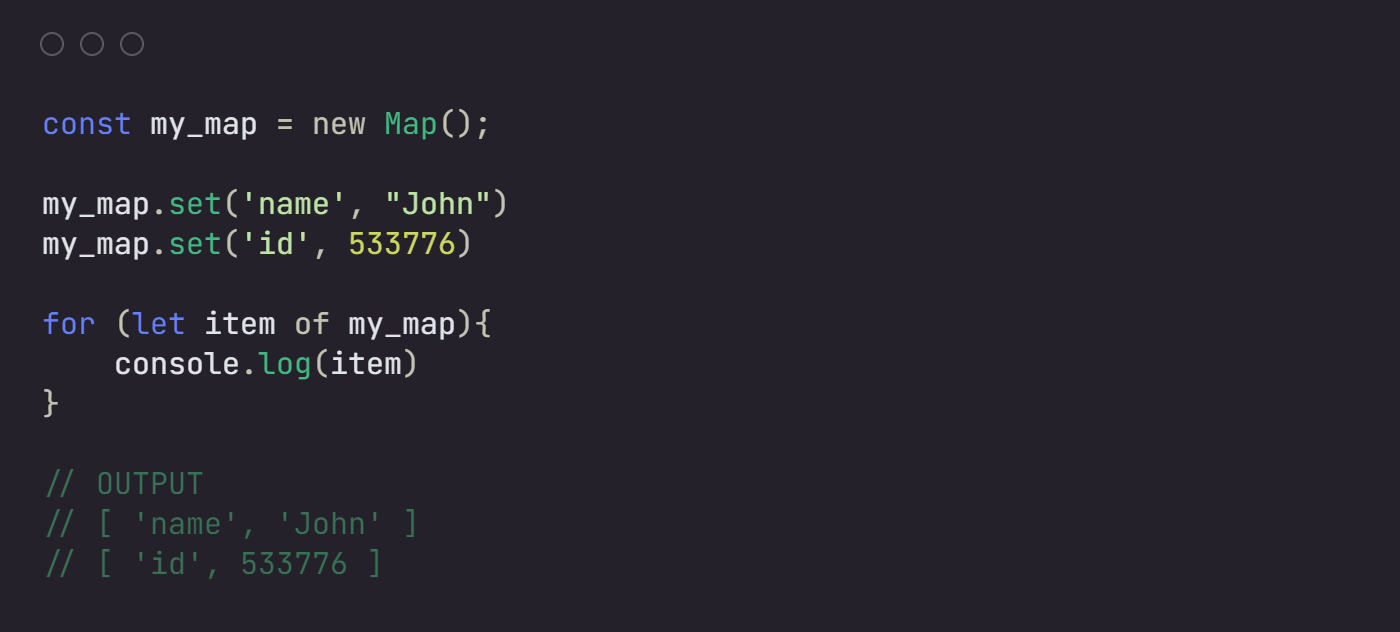 const my_map = new Map();
my_map.set('name', "John")
my_map.set('id', 533776)
for (let item of my_map){
    console.log(item)
}
// OUTPUT
// [ 'name', 'John' ]
// [ 'id', 533776 ]